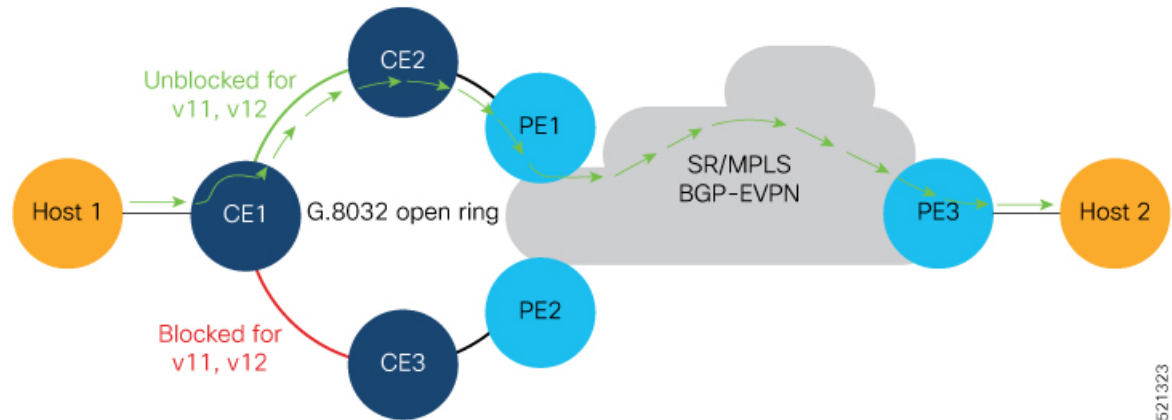 CE2
Unblocked for
v11, v12
PE1
SR/MPLS
BGP-EVPN
Host 1
CE1
G.8032 open ring
PE3
Host 2
PE2
Blocked for
v11, v12
CE3
521323